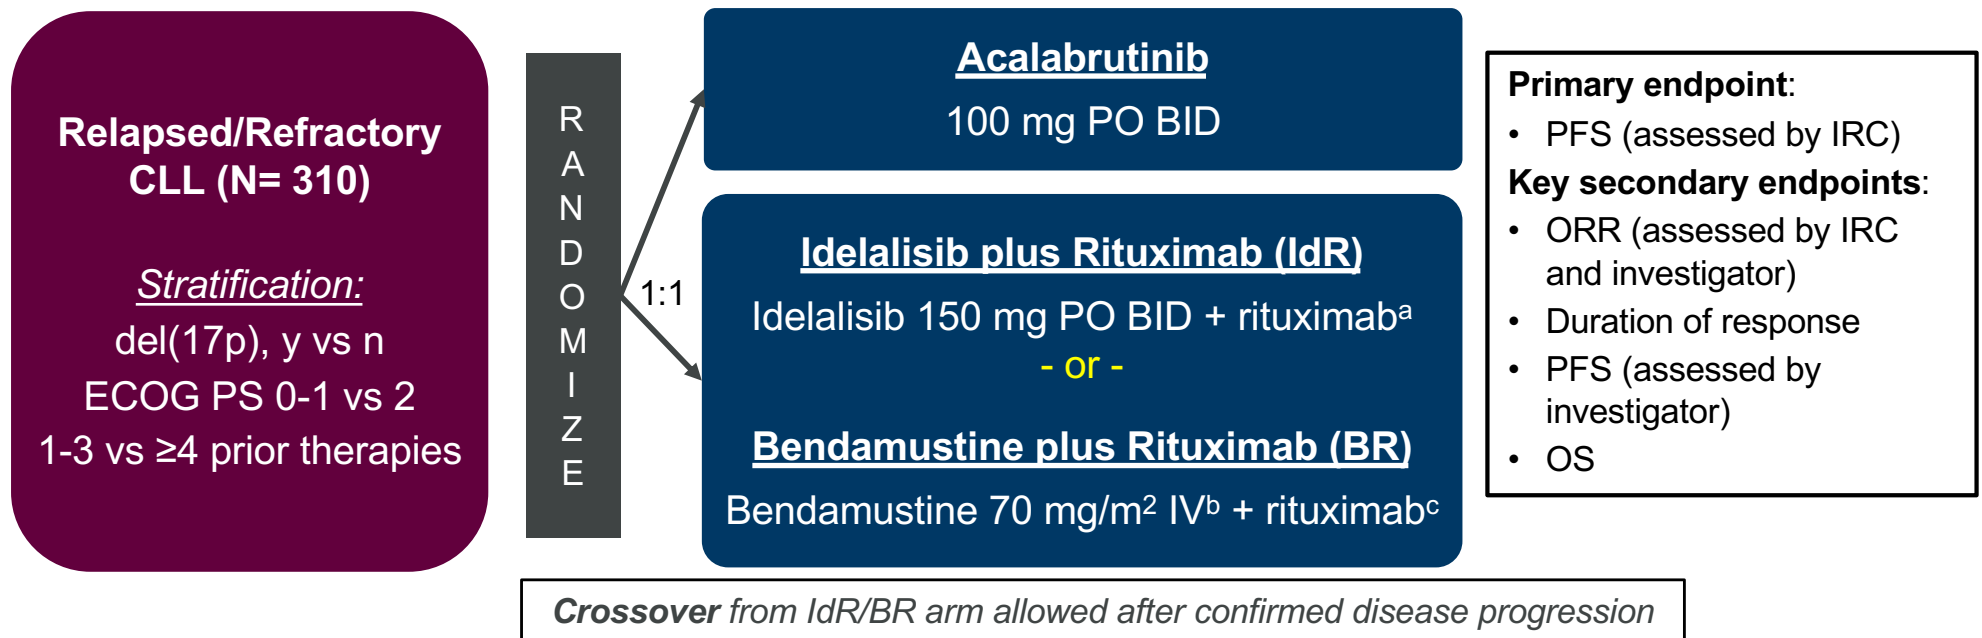 Relapsed/Refractory
CLL (N= 310)
Stratification:
del(17p), y vs n
ECOG PS 0-1 vs 2
1-3 vs ≥4 prior therapies
R
A
N
D
O
M
I
Z
E
1:1
Acalabrutinib
100 mg PO BID
Idelalisib plus Rituximab (IdR)
Idelalisib 150 mg PO BID + rituximabᵃ
- or -
Bendamustine plus Rituximab (BR)
Bendamustine 70 mg/m² IVᵇ + rituximabᶜ
Primary endpoint:
• PFS (assessed by IRC)
Key secondary endpoints:
• ORR (assessed by IRC
and investigator)
• Duration of response
• PFS (assessed by
investigator)
• OS
Crossover from IdR/BR arm allowed after confirmed disease progression